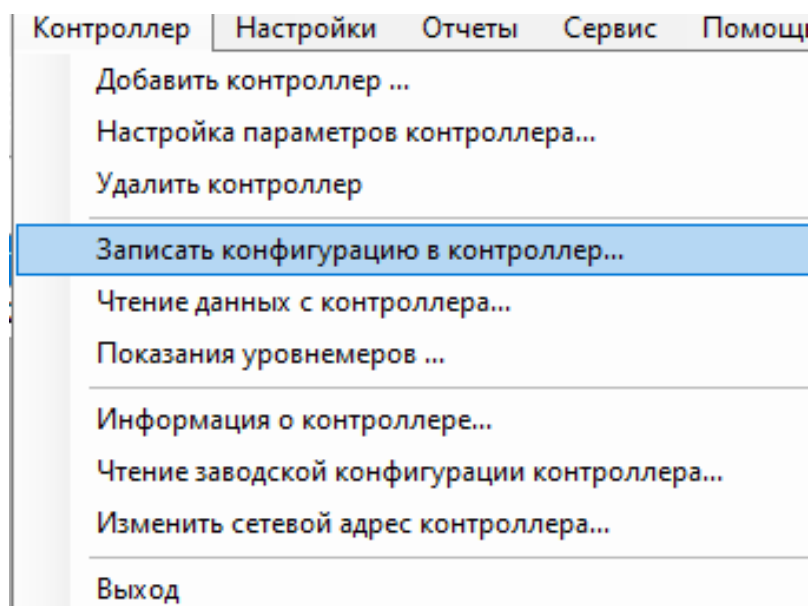 Контроллер Настройки Отчеты Сервис Помощь
Добавить контроллер ...
Настройка параметров контроллера...
Удалить контроллер
Записать конфигурацию в контроллер...
Чтение данных с контроллера...
Показания уровнемеров ...
Информация о контроллере...
Чтение заводской конфигурации контроллера...
Изменить сетевой адрес контроллера...
Выход